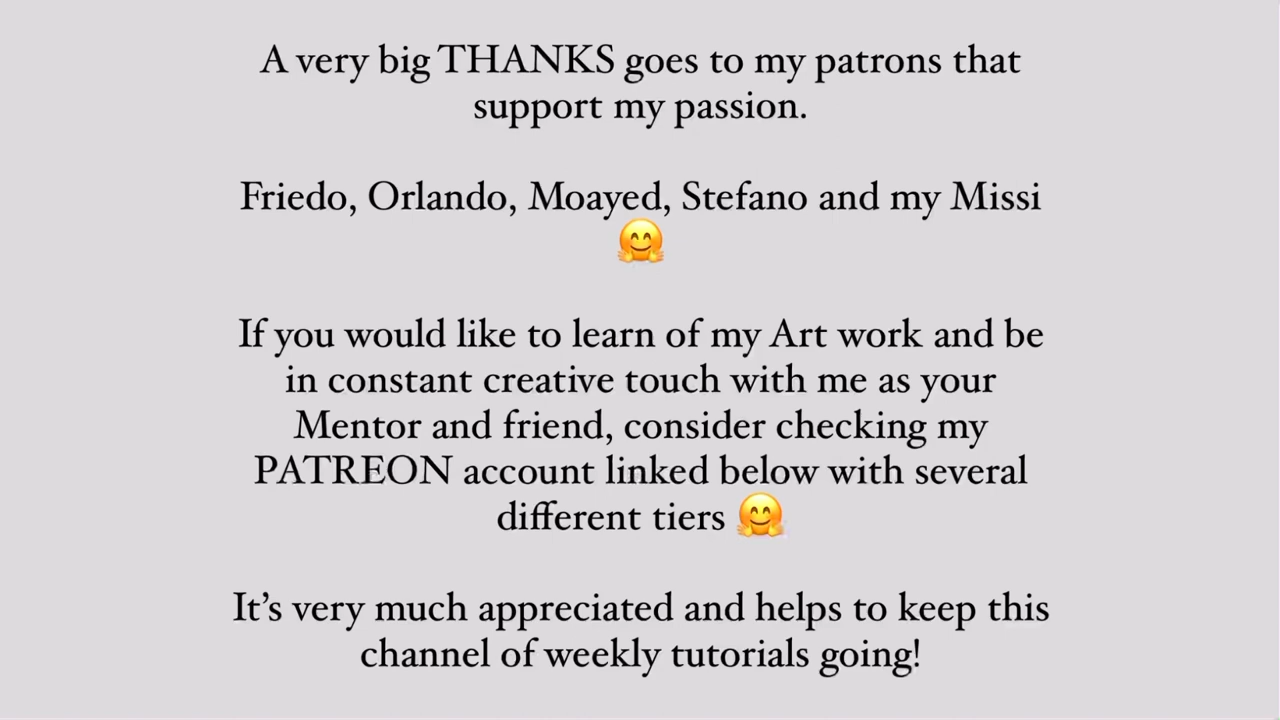 A very big THANKS goes to my patrons that
support my passion.
Friedo, Orlando, Moayed, Stefano and my Missi
🤗
If you would like to learn of my Art work and be
in constant creative touch with me as your
Mentor and friend, consider checking my
PATREON account linked below with several
different tiers 🤗
It’s very much appreciated and helps to keep this
channel of weekly tutorials going!